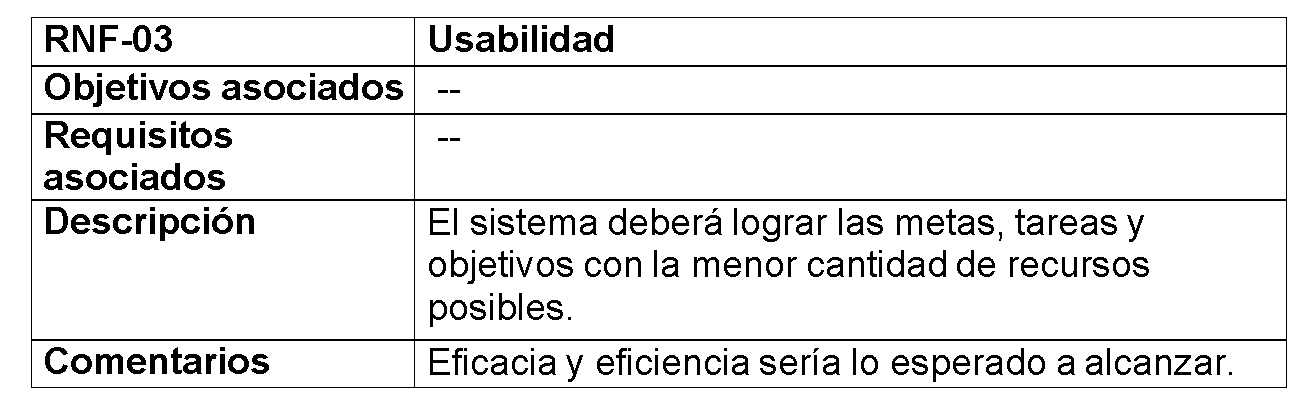 RNF-03 Usabilidad
Objetivos asociados --
Requisitos --
asociados
Descripción El sistema deberá lograr las metas, tareas y
objetivos con la menor cantidad de recursos
posibles.
Comentarios Eficacia y eficiencia sería lo esperado a alcanzar.